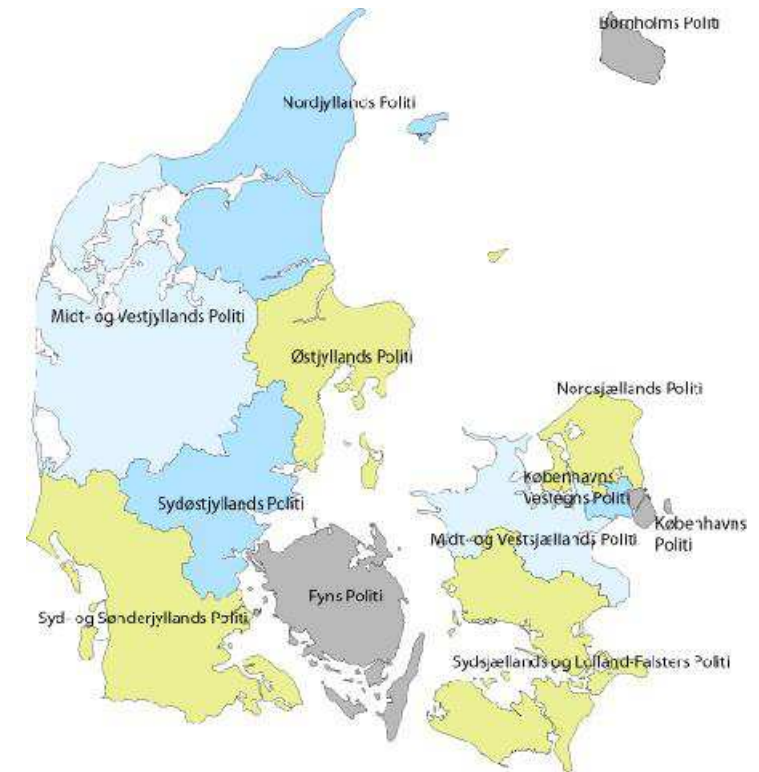 Bornholms Politi
Nordjyllands Politi
Midt- og Vestjyllands Politi
Østjyllands Politi
Nordsjællands Politi
Københavns
Vestegns Politi
Sydøstjyllands Politi
Københavns
Politi
Midt- og Vestsjællands Politi
Fyns Politi
Syd- og Sønderjyllands Politi
Sydsjællands og Lolland-Falsters Politi